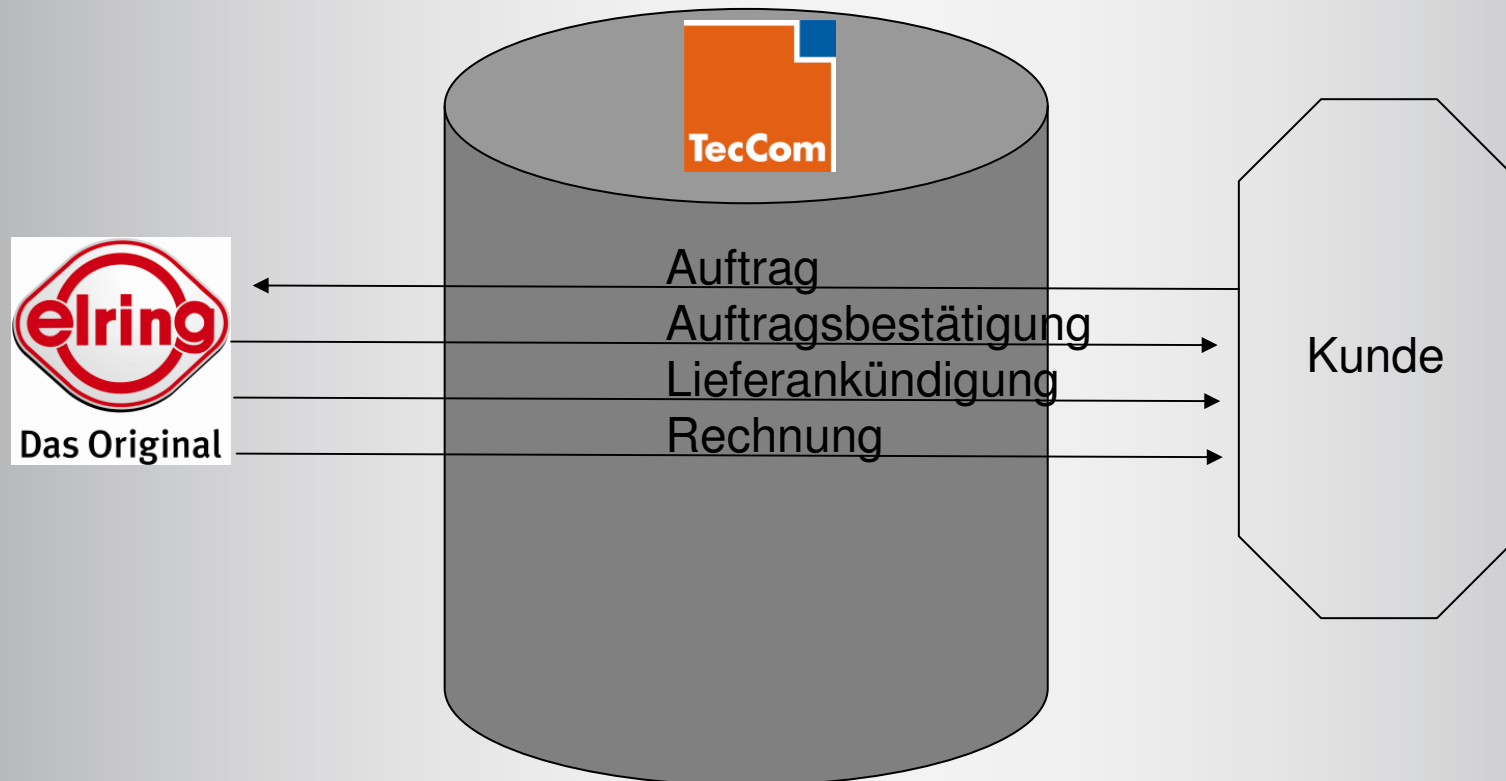 TecCom
elring
Das Original
Auftrag
Auftragsbestätigung
Lieferankündigung
Rechnung
Kunde